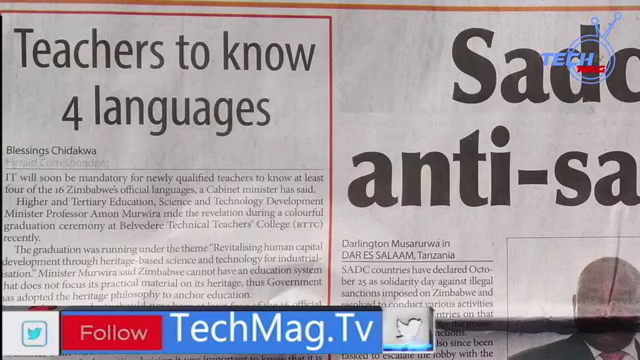 Teachers to know
4 languages
Blessings Chidakwa
Herald Correspondent
IT will soon be mandatory for newly qualified teachers to know at least
four of the 16 Zimbabwe's official languages, a Cabinet minister has said.
Higher and Tertiary Education, Science and Technology Development
Minister Professor Amon Murwira mde the revelation during a colourful
graduation ceremony at Belvedere Technical Teachers' College (BTTC)
recently.
The graduation was running under the theme "Revitalising human capital
development through heritage-based science and technology for industrial-
isation." Minister Murwira said Zimbabwe cannot have an education system
that does not focus its practical material on its heritage, thus Government
has adopted the heritage philosophy to anchor education.
Sadc
anti-sa
Darlington Musarurwa in
DAR ES SALAAM, Tanzania
SADC countries have declared Octo-
ber 25 as solidarity day against illegal
sanctions imposed on Zimbabwe and
resolved to conduct various activities
also since been
tasked to escalate the lobby with the
TECH
MAG
Follow
TechMag.Tv